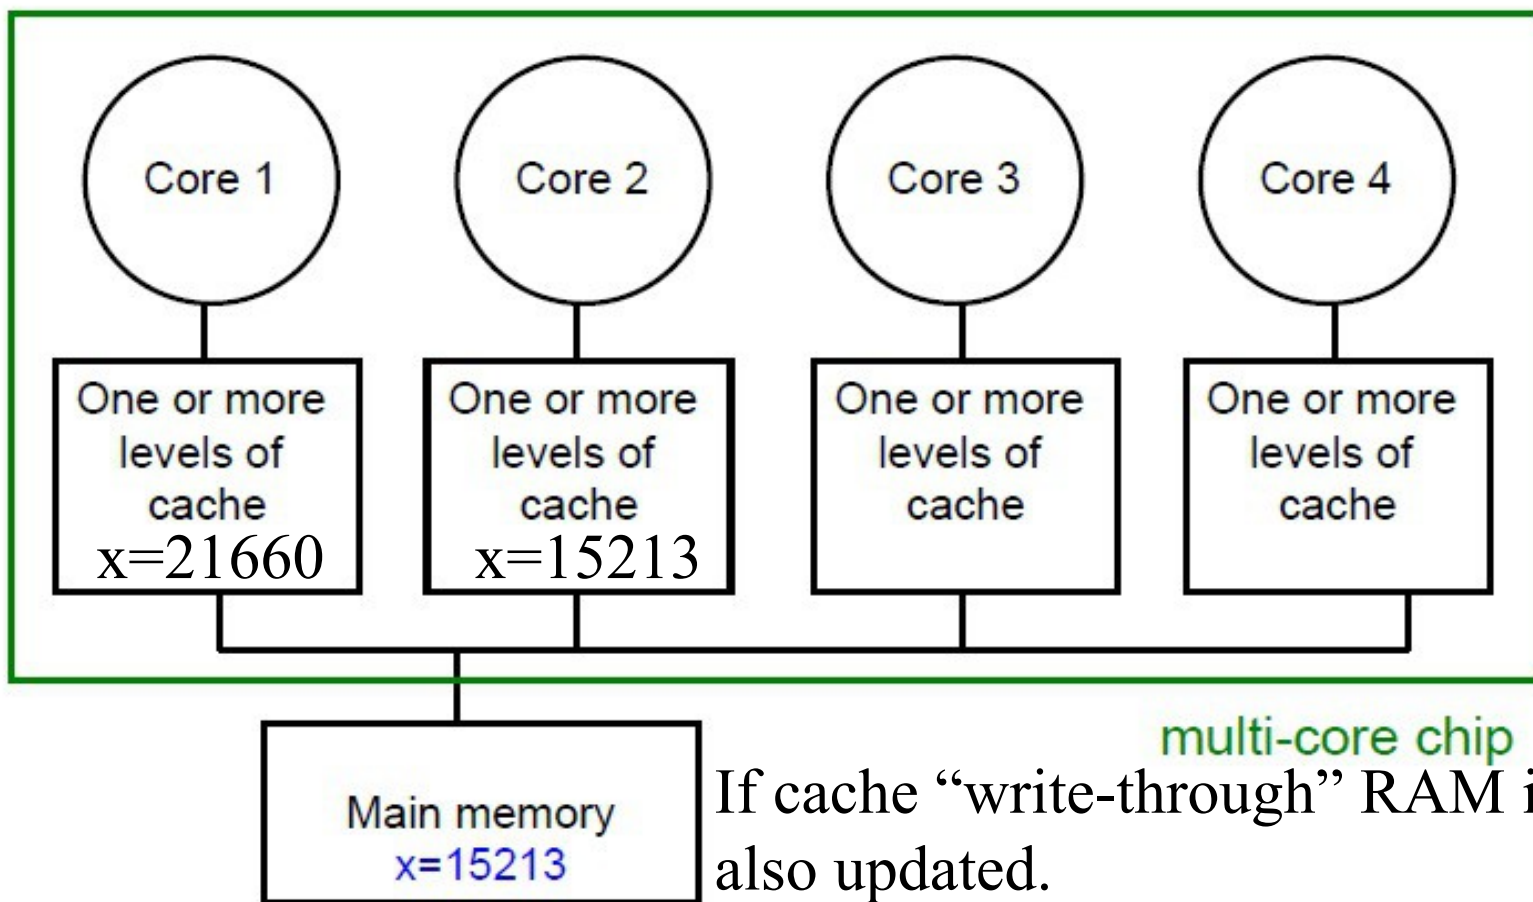 Core 1
Core 2
Core 3
Core 4
One or more
levels of
cache
x=21660
One or more
levels of
cache
x=15213
One or more
levels of
cache
One or more
levels of
cache
multi-core chip
Main memory
x=15213
If cache “write-through” RAM i
also updated.